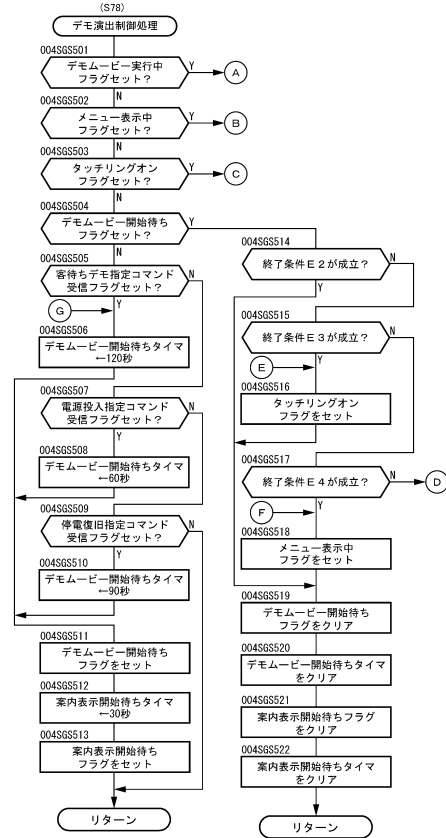 (S78)
デモ演出制御処理
004SGS501
デモムービー実行中
フラグセット？
Y
A
N
004SGS502
メニュー表示中
フラグセット？
Y
B
N
004SGS503
タッチリングオン
フラグセット？
Y
C
N
004SGS504
デモムービー開始待ち
フラグセット？
Y
N
004SGS505
客待ちデモ指定コマンド
受信フラグセット？
N
Y
G
004SGS506
デモムービー開始待ちタイマ
←120秒
004SGS507
電源投入指定コマンド
受信フラグセット？
N
Y
004SGS508
デモムービー開始待ちタイマ
←60秒
004SGS509
停電復旧指定コマンド
受信フラグセット？
N
Y
004SGS510
デモムービー開始待ちタイマ
←90秒
004SGS511
デモムービー開始待ち
フラグをセット
004SGS512
案内表示開始待ちタイマ
←30秒
004SGS513
案内表示開始待ち
フラグをセット
リターン
004SGS514
終了条件Ｅ２が成立？
N
Y
004SGS515
終了条件Ｅ３が成立？
N
Y
E
004SGS516
タッチリングオン
フラグをセット
004SGS517
終了条件Ｅ４が成立？
N
D
Y
F
004SGS518
メニュー表示中
フラグをセット
004SGS519
デモムービー開始待ち
フラグをクリア
004SGS520
デモムービー開始待ちタイマ
をクリア
004SGS521
案内表示開始待ちフラグ
をクリア
004SGS522
案内表示開始待ちタイマ
をクリア
リターン